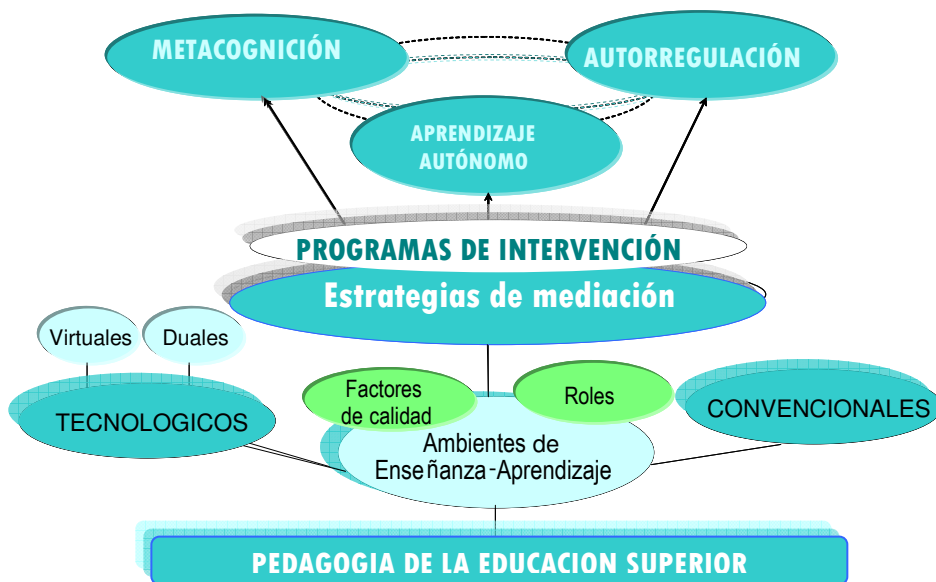 METACOGNICIÓN
AUTORREGULACIÓN
APRENDIZAJE
AUTÓNOMO
PROGRAMAS DE INTERVENCIÓN
Estrategias de mediación
Virtuales
Duales
TECNOLOGICOS
Factores
de calidad
Roles
CONVENCIONALES
Ambientes de
Enseñanza-Aprendizaje
PEDAGOGIA DE LA EDUCACION SUPERIOR